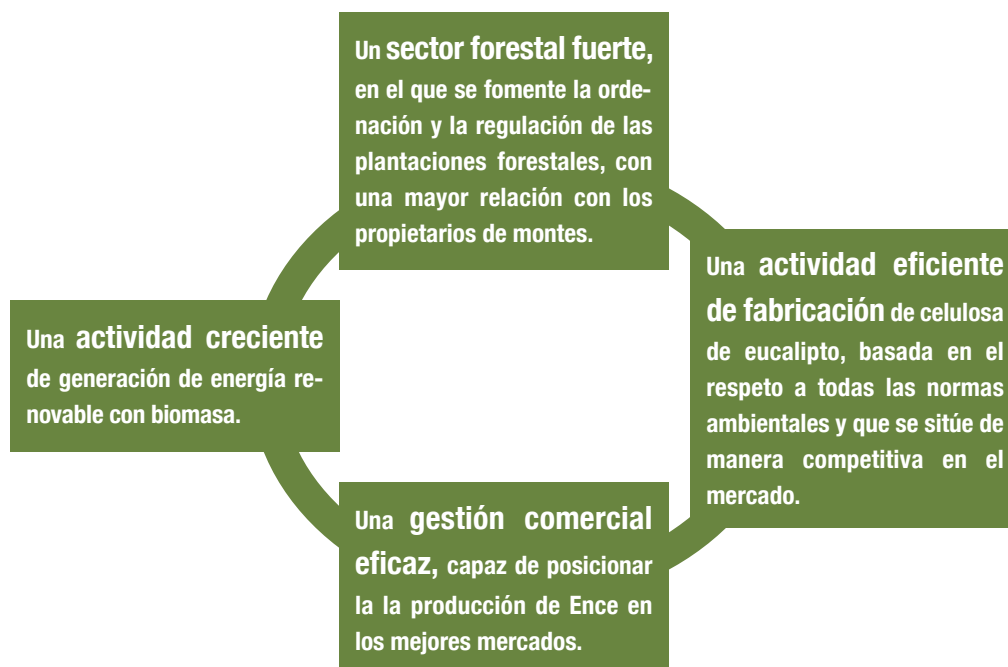 Un sector forestal fuerte,
en el que se fomente la orde-
nación y la regulación de las
plantaciones forestales, con
una mayor relación con los
propietarios de montes.
Una actividad eficiente
de fabricación de celulosa
de eucalipto, basada en el
respeto a todas las normas
ambientales y que se sitúe de
manera competitiva en el
mercado.
Una actividad creciente
de generación de energía re-
novable con biomasa.
Una gestión comercial
eficaz, capaz de posicionar
la la producción de Ence en
los mejores mercados.